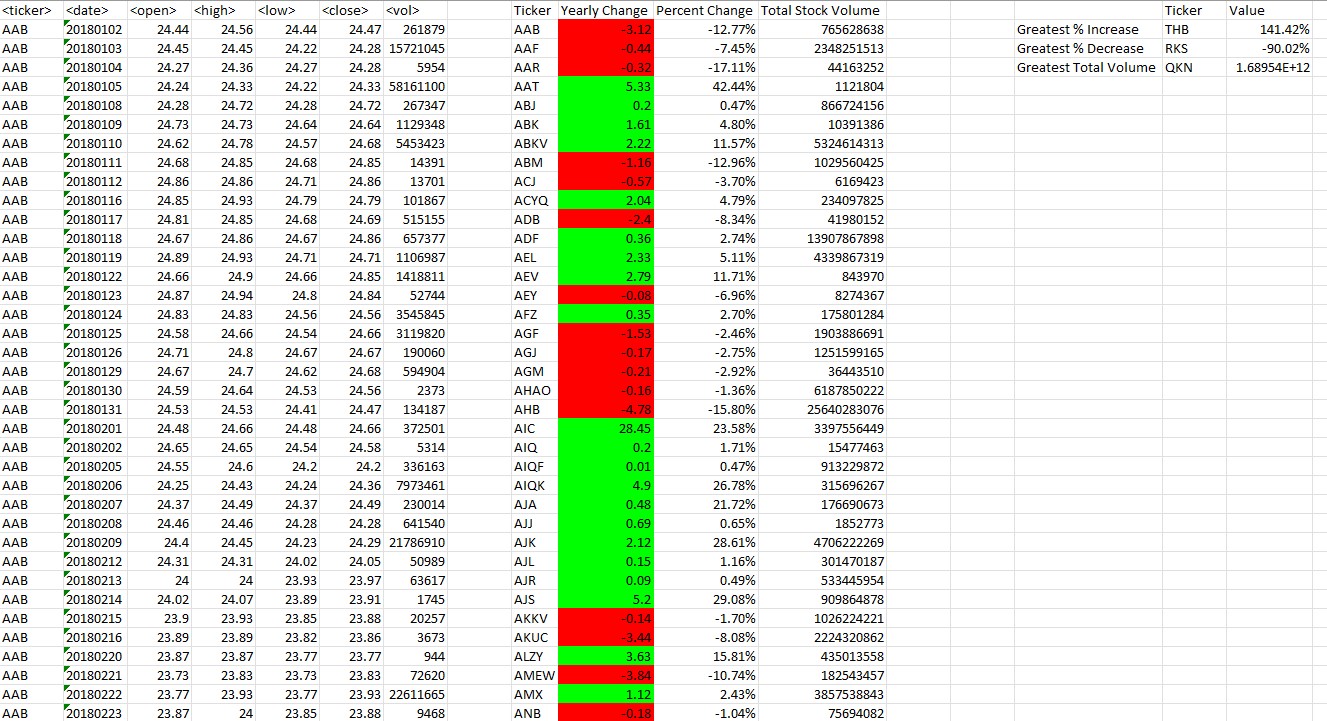 <ticker> <date> <open> <high> <low> <close> <vol> Ticker Yearly Change Percent Change Total Stock Volume Ticker Value
AAB 20180102 24.44 24.56 24.44 24.47 261879 AAB -3.12 -12.77% 765628638 Greatest % Increase THB 141.42%
AAB 20180103 24.45 24.45 24.22 24.28 15721045 AAF -0.44 -7.45% 2348251513 Greatest % Decrease RKS -90.02%
AAB 20180104 24.27 24.36 24.27 24.28 5954 AAR -0.32 -17.11% 44163252 Greatest Total Volume QKN 1.68954E+12
AAB 20180105 24.24 24.33 24.22 24.33 58161100 AAT 5.33 42.44% 1121804
AAB 20180108 24.28 24.72 24.28 24.72 267347 ABJ 0.2 0.47% 866724156
AAB 20180109 24.73 24.73 24.64 24.64 1129348 ABK 1.61 4.80% 10391386
AAB 20180110 24.62 24.78 24.57 24.68 5453423 ABKV 2.22 11.57% 5324614313
AAB 20180111 24.68 24.85 24.68 24.85 14391 ABM -1.16 -12.96% 1029560425
AAB 20180112 24.86 24.86 24.71 24.86 13701 ACJ -0.57 -3.70% 6169423
AAB 20180116 24.85 24.93 24.79 24.79 101867 ACYQ 2.04 4.79% 234097825
AAB 20180117 24.81 24.85 24.68 24.69 515155 ADB -2.4 -8.34% 41980152
AAB 20180118 24.67 24.86 24.67 24.86 657377 ADF 0.36 2.74% 13907867898
AAB 20180119 24.89 24.93 24.71 24.71 1106987 AEL 2.33 5.11% 4339867319
AAB 20180122 24.66 24.9 24.66 24.85 1418811 AEV 2.79 11.71% 843970
AAB 20180123 24.87 24.94 24.8 24.84 52744 AEY -0.08 -6.96% 8274367
AAB 20180124 24.83 24.83 24.56 24.56 3545845 AFZ 0.35 2.70% 175801284
AAB 20180125 24.58 24.66 24.54 24.66 3119820 AGF -1.53 -2.46% 1903886691
AAB 20180126 24.71 24.8 24.67 24.67 190060 AGJ -0.17 -2.75% 1251599165
AAB 20180129 24.67 24.7 24.62 24.68 594904 AGM -0.21 -2.92% 36443510
AAB 20180130 24.59 24.64 24.53 24.56 2373 AHAO -0.16 -1.36% 6187850222
AAB 20180131 24.53 24.53 24.41 24.47 134187 AHB -4.78 -15.80% 25640283076
AAB 20180201 24.48 24.66 24.48 24.66 372501 AIC 28.45 23.58% 3397556449
AAB 20180202 24.65 24.65 24.54 24.58 5314 AIQ 0.2 1.71% 15477463
AAB 20180205 24.55 24.6 24.2 24.2 336163 AIQF 0.01 0.47% 913229872
AAB 20180206 24.25 24.43 24.24 24.36 7973461 AIQK 4.9 26.78% 315696267
AAB 20180207 24.37 24.49 24.37 24.49 230014 AJA 0.48 21.72% 176690673
AAB 20180208 24.46 24.46 24.28 24.28 641540 AJJ 0.69 0.65% 1852773
AAB 20180209 24.4 24.45 24.23 24.29 21786910 AJK 2.12 28.61% 4706222269
AAB 20180212 24.31 24.31 24.02 24.05 50989 AJL 0.15 1.16% 301470187
AAB 20180213 24 24 23.93 23.97 63617 AJR 0.09 0.49% 533445954
AAB 20180214 24.02 24.07 23.89 23.91 1745 AJS 5.2 29.08% 909864878
AAB 20180215 23.9 23.93 23.85 23.88 20257 AKKV -0.14 -1.70% 1026224221
AAB 20180216 23.89 23.89 23.82 23.86 3673 AKUC -3.44 -8.08% 2224320862
AAB 20180220 23.87 23.87 23.77 23.77 944 ALZY 3.63 15.81% 435013558
AAB 20180221 23.73 23.83 23.73 23.83 72620 AMEW -3.84 -10.74% 182543457
AAB 20180222 23.77 23.93 23.77 23.93 22611665 AMX 1.12 2.43% 3857538843
AAB 20180223 23.87 24 23.85 23.88 9468 ANB -0.18 -1.04% 75694082